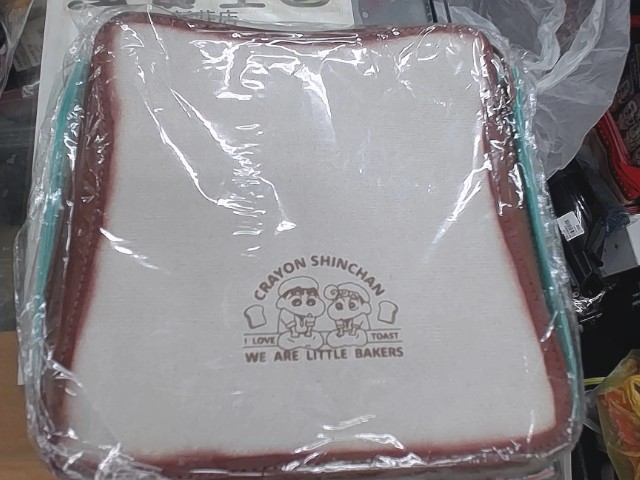 CRAYON SHINCHAN
I LOVE TOAST
WE ARE LITTLE BAKERS